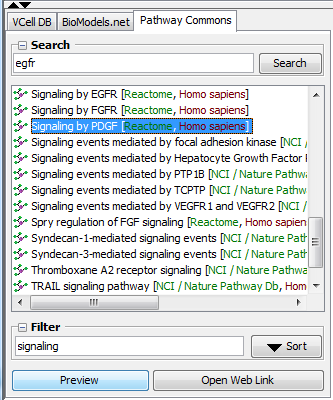 VCell DB BioModels.net Pathway Commons
Search
egfr Search
Signaling by EGFR [Reactome, Homo sapiens]
Signaling by FGFR [Reactome, Homo sapiens]
Signaling by PDGF [Reactome, Homo sapiens]
Signaling events mediated by focal adhesion kinase [NCI /
Signaling events mediated by Hepatocyte Growth Factor
Signaling events mediated by PTP1B [NCI / Nature Pathw
Signaling events mediated by TCPTP [NCI / Nature Pathw
Signaling events mediated by VEGFR1 and VEGFR2 [NCI /
Spry regulation of FGF signaling [Reactome, Homo sapien
Syndecan-1-mediated signaling events [NCI / Nature Path
Syndecan-3-mediated signaling events [NCI / Nature Path
Thromboxane A2 receptor signaling [NCI / Nature Pathwa
TRAIL signaling pathway [NCI / Nature Pathway Db, Homo
Filter
signaling Sort
Preview Open Web Link